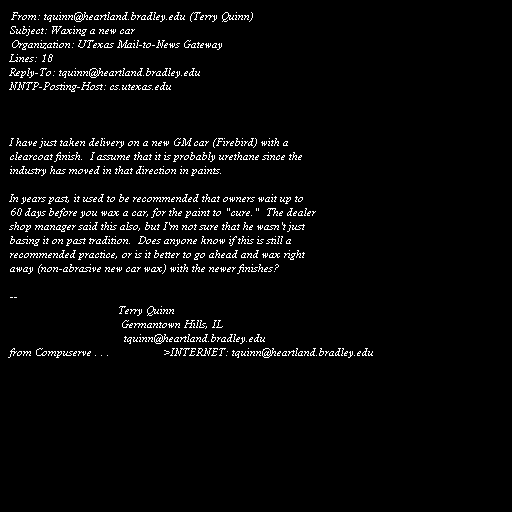 From: tquinn@heartland.bradley.edu (Terry Quinn)
Subject: Waxing a new car
Organization: UTexas Mail-to-News Gateway
Lines: 18
Reply-To: tquinn@heartland.bradley.edu
NNTP-Posting-Host: cs.utexas.edu
I have just taken delivery on a new GM car (Firebird) with a
clearcoat finish.  I assume that it is probably urethane since the
industry has moved in that direction in paints.
In years past, it used to be recommended that owners wait up to
60 days before you wax a car, for the paint to "cure."  The dealer
shop manager said this also, but I'm not sure that he wasn't just
basing it on past tradition.  Does anyone know if this is still a
recommended practice, or is it better to go ahead and wax right
away (non-abrasive new car wax) with the newer finishes?
--
Terry Quinn
Germantown Hills, IL
tquinn@heartland.bradley.edu
from Compuserve . . .                >INTERNET: tquinn@heartland.bradley.edu